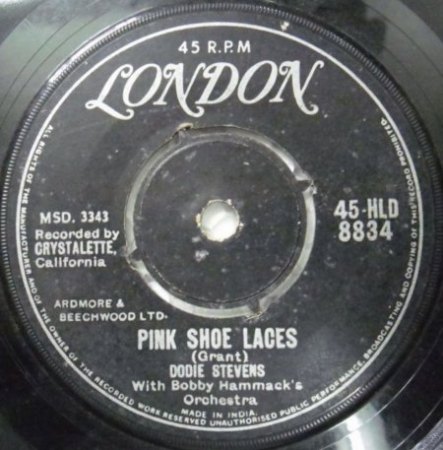 45 R.P.M
LONDON
ALL RIGHTS OF THE MANUFACTURER AND OF THE OWNER OF THE RECORDED WORK RESERVED UNAUTHORISED PUBLIC PERFORMANCE, BROADCASTING AND COPYING OF THIS RECORD PROHIBITED.
MSD. 3343
Recorded by
CRYSTALETTE,
California
45-HLD
8834
ARDMORE &
BEECHWOOD LTD.
PINK SHOE LACES
(Grant)
DODIE STEVENS
With Bobby Hammack's
Orchestra
MADE IN INDIA.